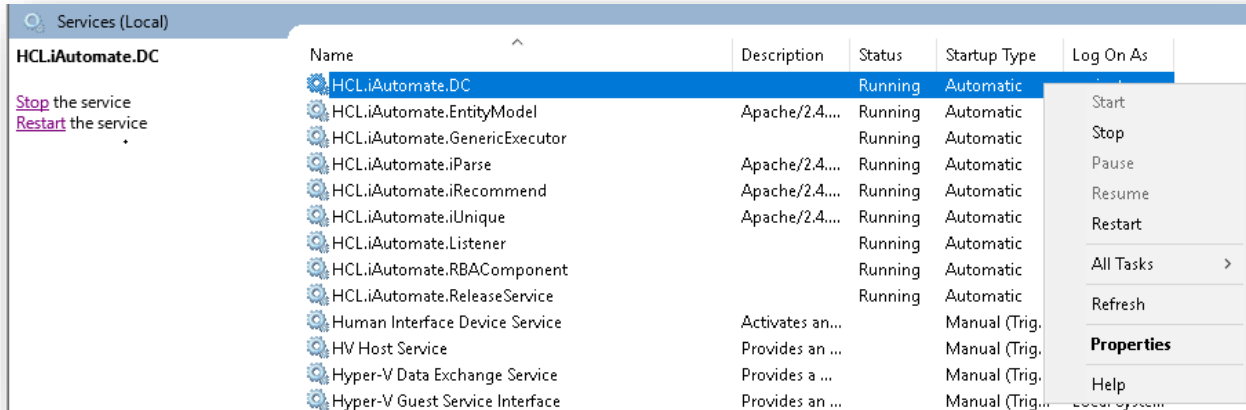 Services (Local)
HCL.iAutomate.DC
Stop the service
Restart the service
Name Description Status Startup Type Log On As
HCL.iAutomate.DC Running Automatic
HCL.iAutomate.EntityModel Apache/2.4.... Running Automatic
HCL.iAutomate.GenericExecutor Running Automatic
HCL.iAutomate.iParse Apache/2.4.... Running Automatic
HCL.iAutomate.iRecommend Apache/2.4.... Running Automatic
HCL.iAutomate.iUnique Apache/2.4.... Running Automatic
HCL.iAutomate.Listener Running Automatic
HCL.iAutomate.RBAComponent Running Automatic
HCL.iAutomate.ReleaseService Running Automatic
Human Interface Device Service Activates an... Manual (Trig.
HV Host Service Provides an ... Manual (Trig.
Hyper-V Data Exchange Service Provides a ... Manual (Trig.
Hyper-V Guest Service Interface Provides an ... Manual (Trig...
Start
Stop
Pause
Resume
Restart
All Tasks
Refresh
Properties
Help